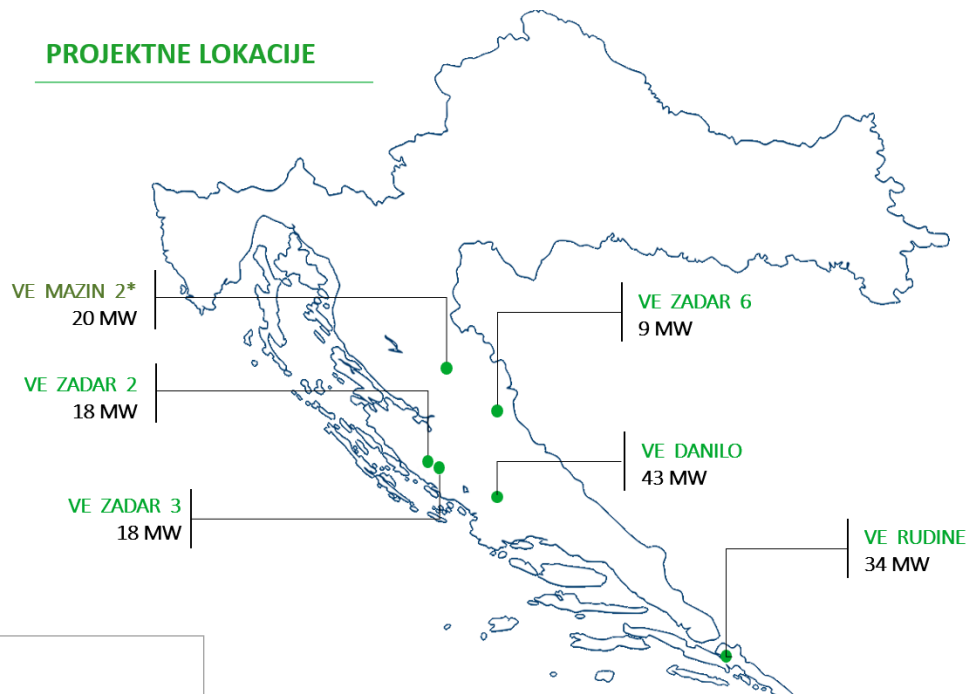 PROJEKTNE LOKACIJE
VE MAZIN 2*
20 MW
VE ZADAR 2
18 MW
VE ZADAR 3
18 MW
VE ZADAR 6
9 MW
VE DANILO
43 MW
VE RUDINE
34 MW